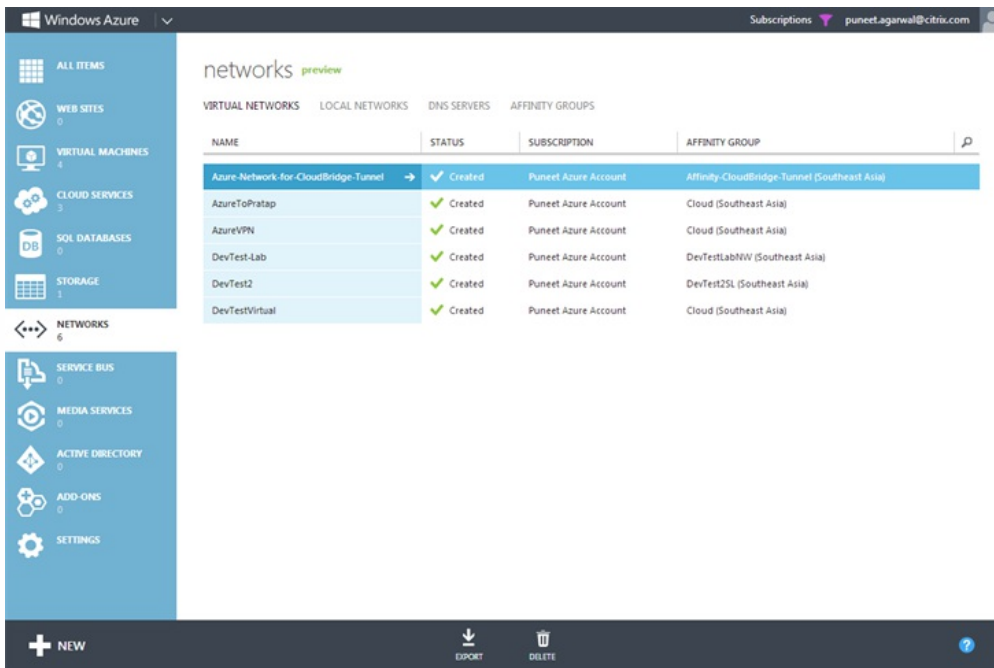 Windows Azure
Subscriptions puneet.agarwal@citrix.com
ALL ITEMS
WEB SITES
0
VIRTUAL MACHINES
4
CLOUD SERVICES
3
DB
SQL DATABASES
0
STORAGE
1
NETWORKS
6
SERVICE BUS
0
MEDIA SERVICES
0
ACTIVE DIRECTORY
0
ADD-ONS
0
SETTINGS
networks preview
VIRTUAL NETWORKS LOCAL NETWORKS DNS SERVERS AFFINITY GROUPS
NAME STATUS SUBSCRIPTION AFFINITY GROUP
Azure-Network-for-CloudBridge-Tunnel Created Puneet Azure Account Affinity-CloudBridge-Tunnel (Southeast Asia)
AzureToPratap Created Puneet Azure Account Cloud (Southeast Asia)
AzureVPN Created Puneet Azure Account Cloud (Southeast Asia)
DevTest-Lab Created Puneet Azure Account DevTestLabNW (Southeast Asia)
DevTest2 Created Puneet Azure Account DevTest2SL (Southeast Asia)
DevTestVirtual Created Puneet Azure Account Cloud (Southeast Asia)
NEW EXPORT DELETE ?